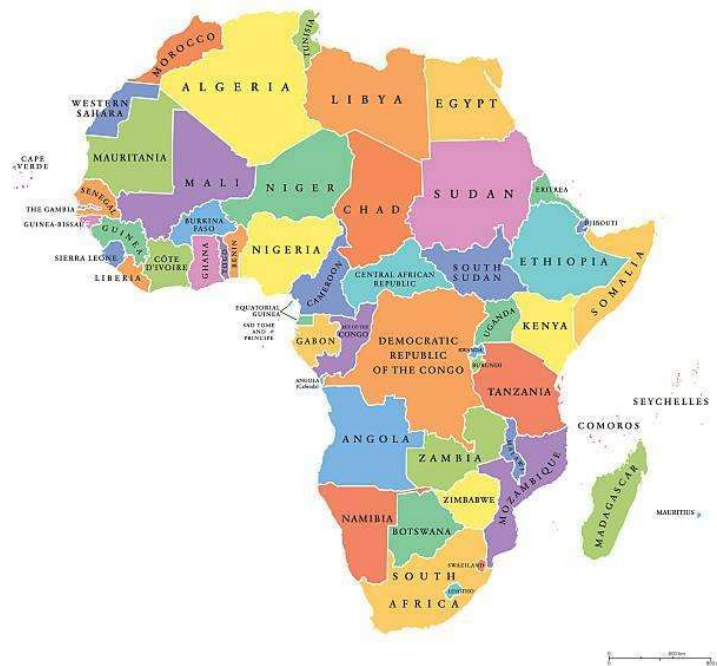 MOROCCO
TUNISIA
ALGERIA
LIBYA
EGYPT
WESTERN
SAHARA
CAPE
VERDE
MAURITANIA
MALI
NIGER
CHAD
SUDAN
ERITREA
DJIBOUTI
SENEGAL
THE GAMBIA
GUINEA-BISSAU
GUINEA
SIERRA LEONE
LIBERIA
CÔTE
D'IVOIRE
BURKINA
FASO
GHANA
TOGO
BENIN
NIGERIA
CAMEROON
CENTRAL AFRICAN
REPUBLIC
SOUTH
SUDAN
ETHIOPIA
SOMALIA
EQUATORIAL
GUINEA
SAO TOME
AND
PRINCIPE
GABON
REP. OF THE
CONGO
DEMOCRATIC
REPUBLIC
OF THE CONGO
UGANDA
KENYA
RWANDA
BURUNDI
TANZANIA
ANGOLA
(Cabinda)
SEYCHELLES
COMOROS
ANGOLA
ZAMBIA
MALAWI
MOZAMBIQUE
MADAGASCAR
MAURITIUS
ZIMBABWE
NAMIBIA
BOTSWANA
SWAZILAND
LESOTHO
SOUTH
AFRICA
0